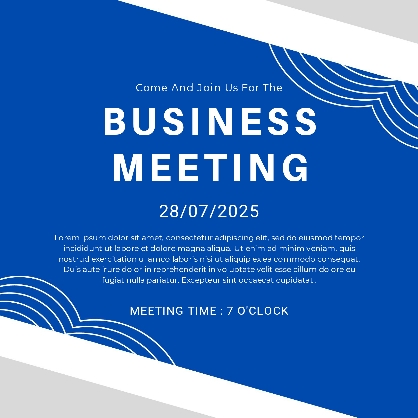 Come And Join Us For The
BUSINESS
MEETING
28/07/2025
Lorem ipsum dolor sit amet, consectetur adipiscing elit, sed do eiusmod tempor
incididunt ut labore et dolore magna aliqua. Ut enim ad minim veniam, quis
nostrud exercitation ullamco laboris nisi ut aliquip ex ea commodo consequat.
Duis aute irure dolor in reprehenderit in voluptate velit esse cillum dolore eu
fugiat nulla pariatur. Excepteur sint occaecat cupidatat.
MEETING TIME : 7 O'CLOCK